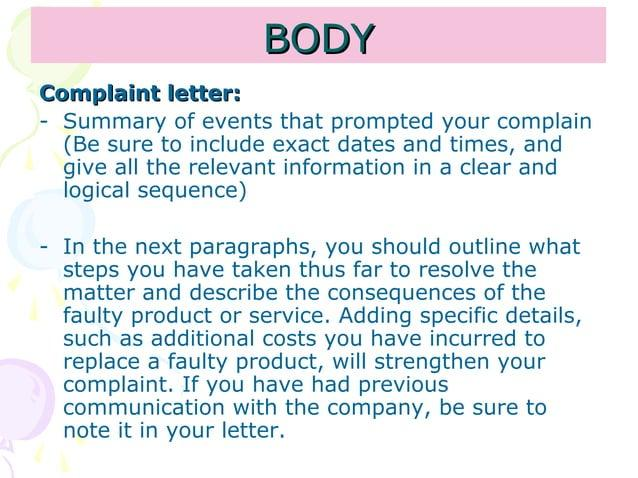 BODY
Complaint letter:
- Summary of events that prompted your complain
(Be sure to include exact dates and times, and
give all the relevant information in a clear and
logical sequence)
- In the next paragraphs, you should outline what
steps you have taken thus far to resolve the
matter and describe the consequences of the
faulty product or service. Adding specific details,
such as additional costs you have incurred to
replace a faulty product, will strengthen your
complaint. If you have had previous
communication with the company, be sure to
note it in your letter.